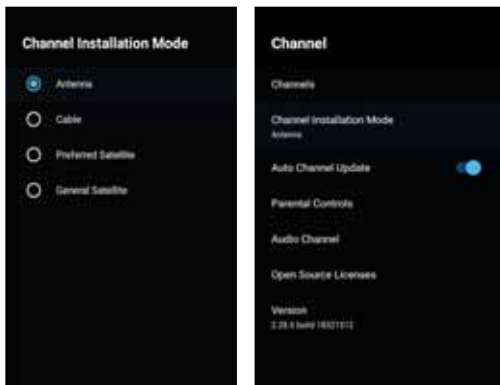 Channel Installation Mode
Antenna
Cable
Preferred Satellite
General Satellite
Channel
Channels
Channel Installation Mode
Antenna
Auto Channel Update
Parental Controls
Audio Channel
Open Source Licenses
Version